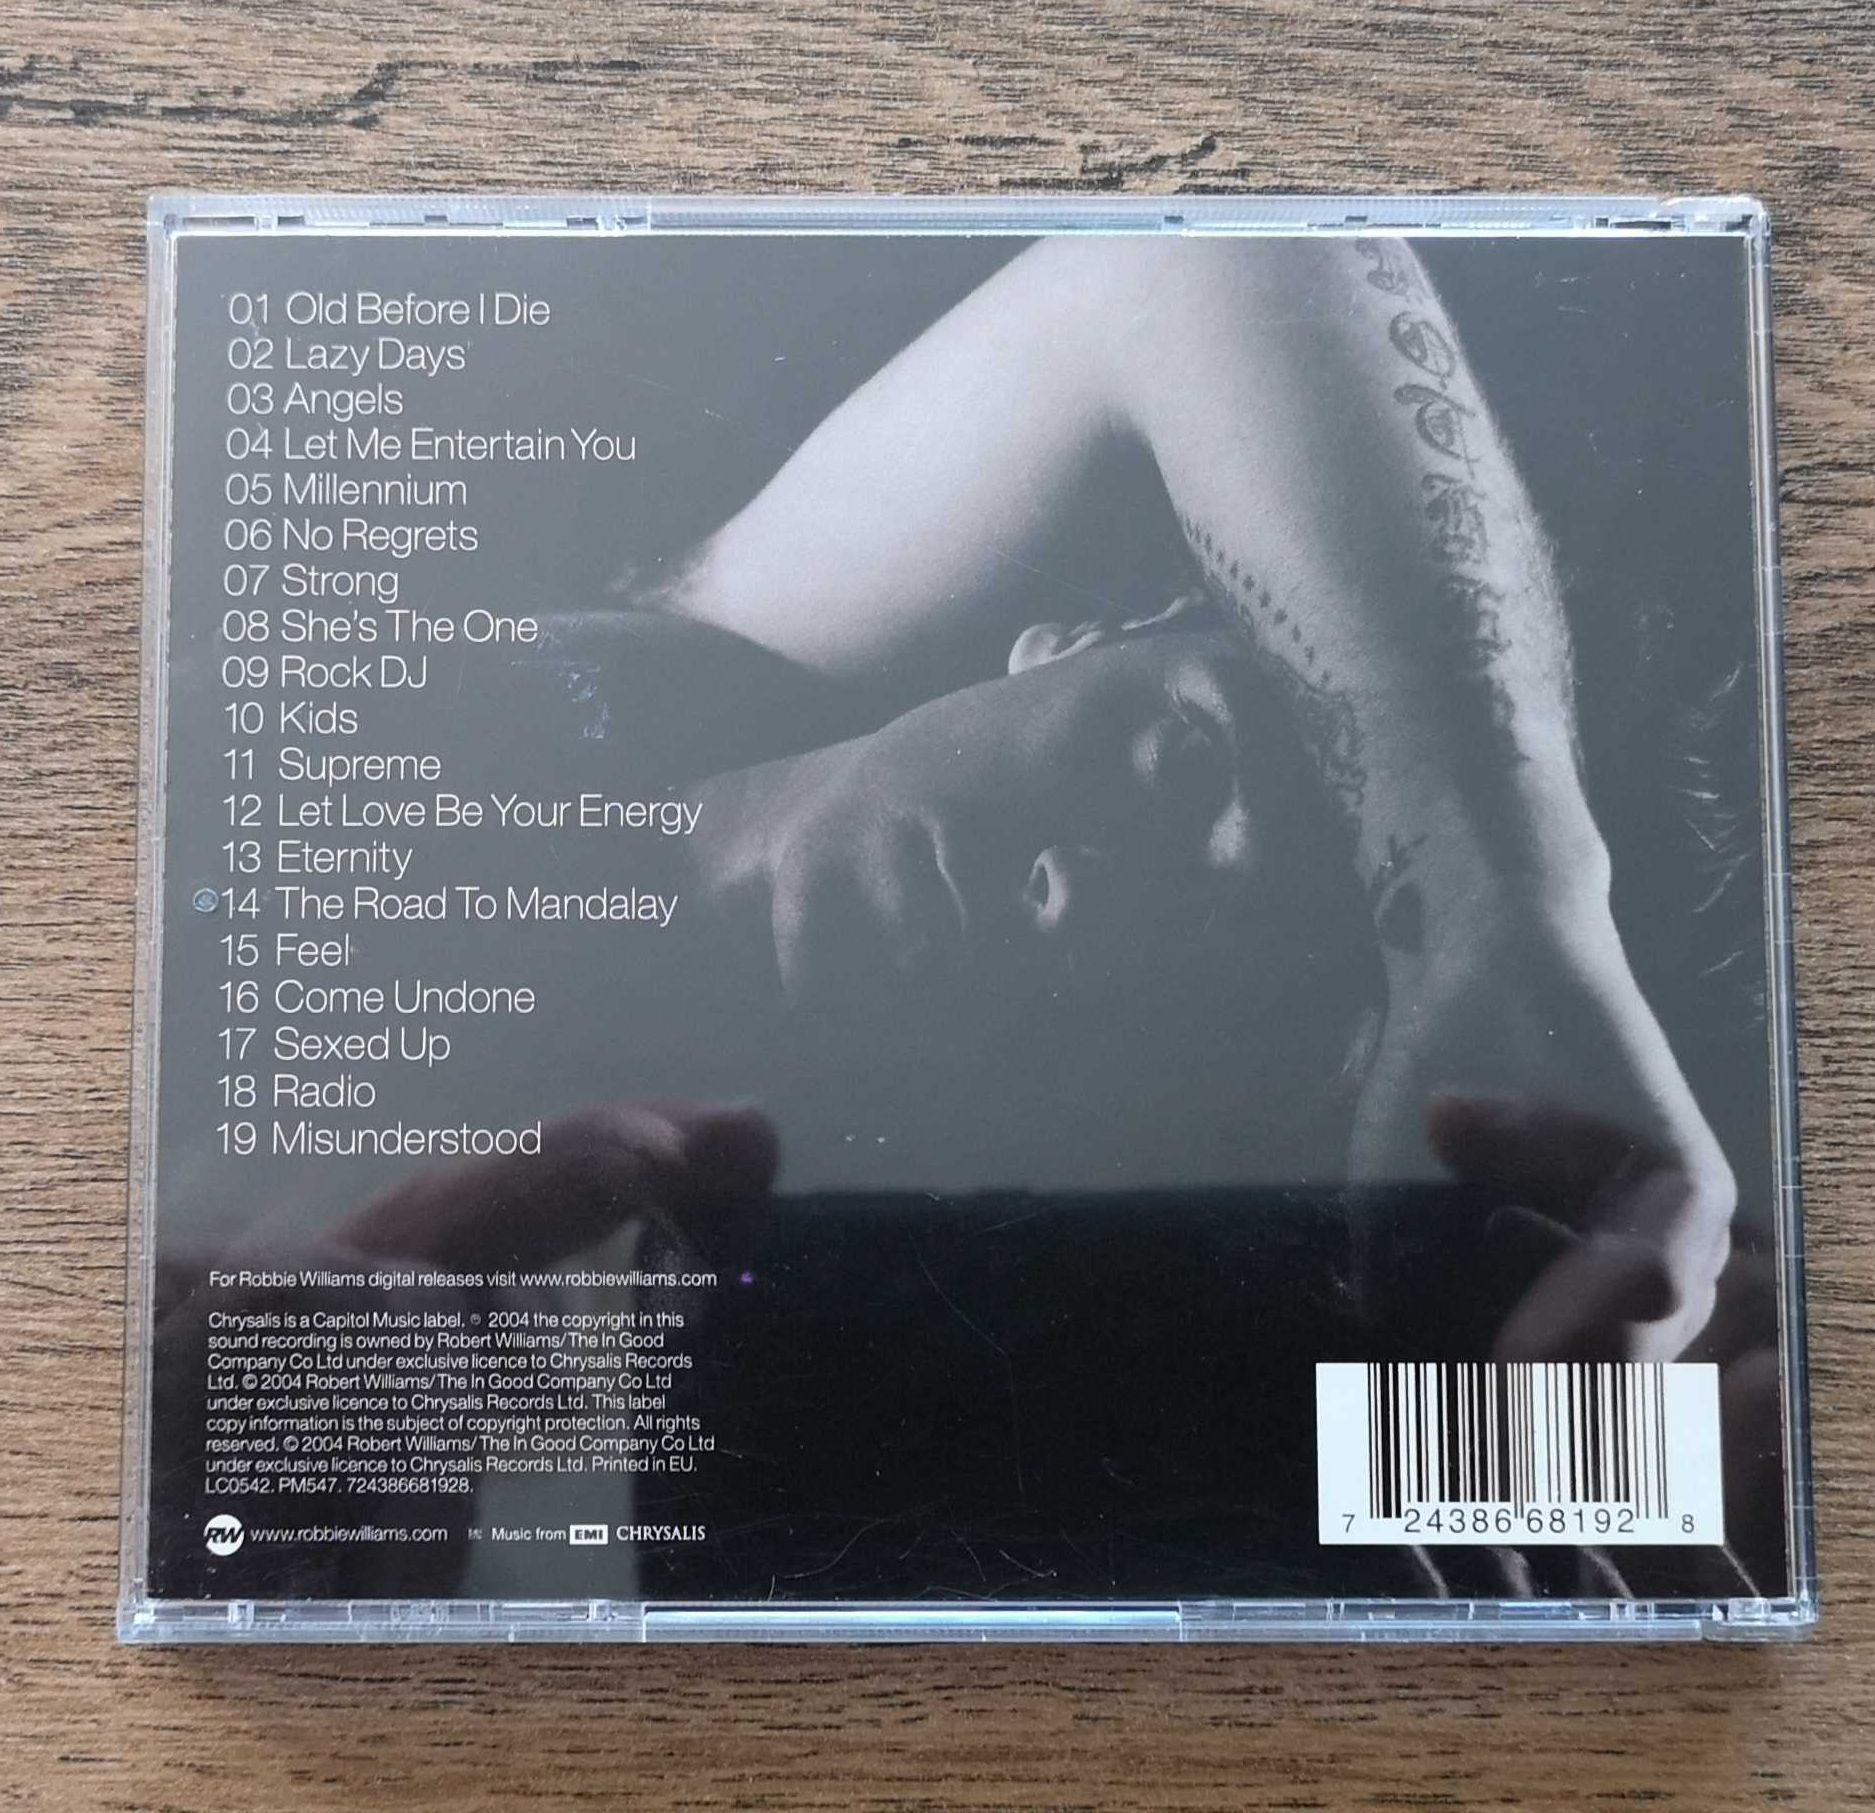 01 Old Before I Die
02 Lazy Days
03 Angels
04 Let Me Entertain You
05 Millennium
06 No Regrets
07 Strong
08 She's The One
09 Rock DJ
10 Kids
11 Supreme
12 Let Love Be Your Energy
13 Eternity
14 The Road To Mandalay
15 Feel
16 Come Undone
17 Sexed Up
18 Radio
19 Misunderstood
For Robbie Williams digital releases visit www.robbiewilliams.com
Chrysalis is a Capitol Music label. ℗ 2004 the copyright in this
sound recording is owned by Robert Williams/The In Good
Company Co Ltd under exclusive licence to Chrysalis Records
Ltd. © 2004 Robert Williams/The In Good Company Co Ltd
under exclusive licence to Chrysalis Records Ltd. This label
copy information is the subject of copyright protection. All rights
reserved. © 2004 Robert Williams/The In Good Company Co Ltd
under exclusive licence to Chrysalis Records Ltd. Printed in EU.
LC0542. PM547. 724386681928.
RW www.robbiewilliams.com Music from EMI CHRYSALIS
7 24386 68192 8